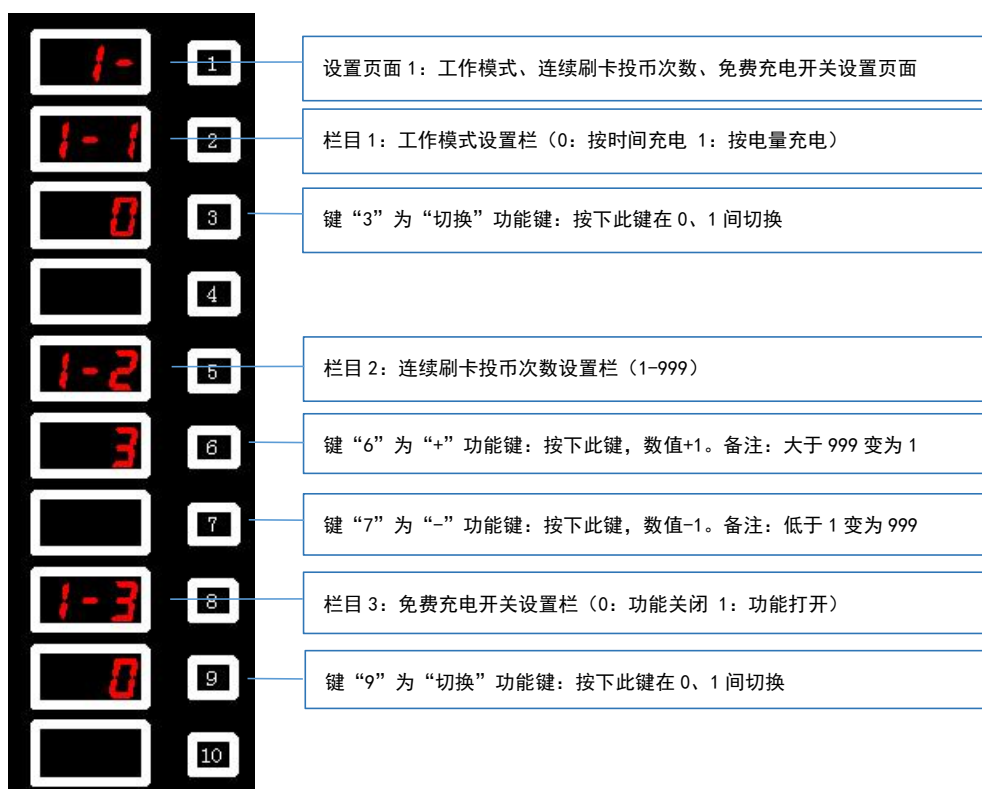 1- 1 设置页面 1：工作模式、连续刷卡投币次数、免费充电开关设置页面
1-1 2 栏目 1：工作模式设置栏（0：按时间充电 1：按电量充电）
0 3 键“3”为“切换”功能键：按下此键在 0、1 间切换
4
1-2 5 栏目 2：连续刷卡投币次数设置栏（1-999）
3 6 键“6”为“+”功能键：按下此键，数值+1。备注：大于 999 变为 1
7 键“7”为“-”功能键：按下此键，数值-1。备注：低于 1 变为 999
1-3 8 栏目 3：免费充电开关设置栏（0：功能关闭 1：功能打开）
0 9 键“9”为“切换”功能键：按下此键在 0、1 间切换
10